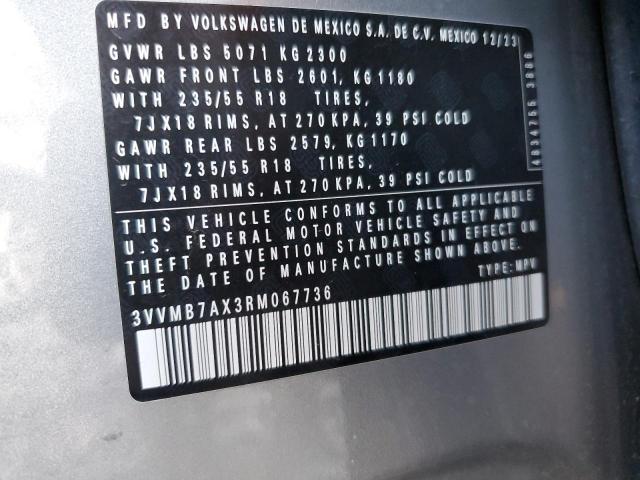 MFD BY VOLKSWAGEN DE MEXICO S.A. DE C.V. MEXICO 12/23
GVWR LBS 5071 KG 2300
GAWR FRONT LBS 2601, KG 1180
WITH 235/55 R18 TIRES,
7JX18 RIMS, AT 270 KPA, 39 PSI COLD
GAWR REAR LBS 2579, KG 1170
WITH 235/55 R18 TIRES,
7JX18 RIMS, AT 270 KPA, 39 PSI COLD
4B34755 3886
THIS VEHICLE CONFORMS TO ALL APPLICABLE
U.S. FEDERAL MOTOR VEHICLE SAFETY AND
THEFT PREVENTION STANDARDS IN EFFECT ON
THE DATE OF MANUFACTURE SHOWN ABOVE.
TYPE: MPV
3VVMB7AX3RM067736